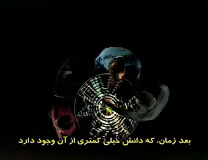 بعد زمان، که دانش خیلی کمتری از آن وجود دارد